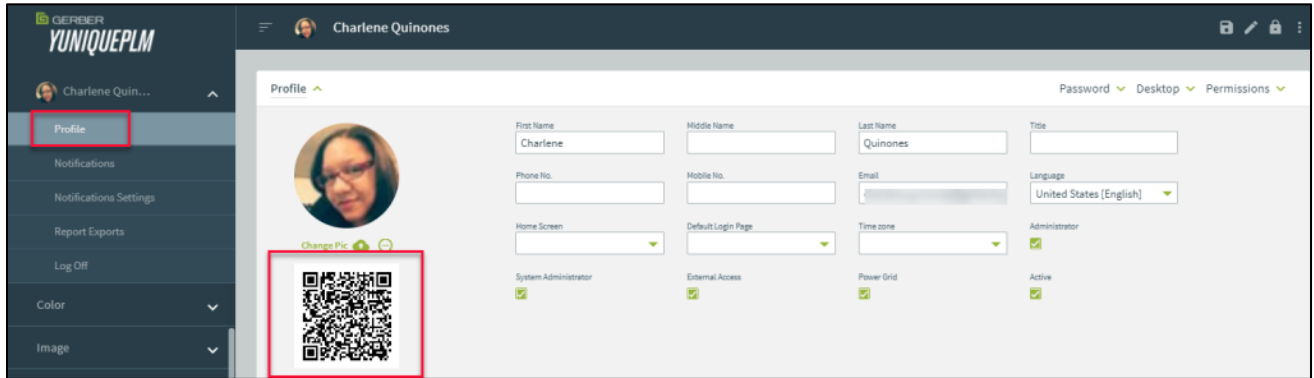 GERBER
YUNIQUEPLM
Charlene Quinones
Charlene Quin...
Profile
Notifications
Notifications Settings
Report Exports
Log Off
Color
Image
Profile
Password Desktop Permissions
Change Pic
First Name Middle Name Last Name Title
Charlene Quinones
Phone No. Mobile No. Email Language
United States [English]
Home Screen Default Login Page Time zone Administrator
System Administrator External Access Power Grid Active